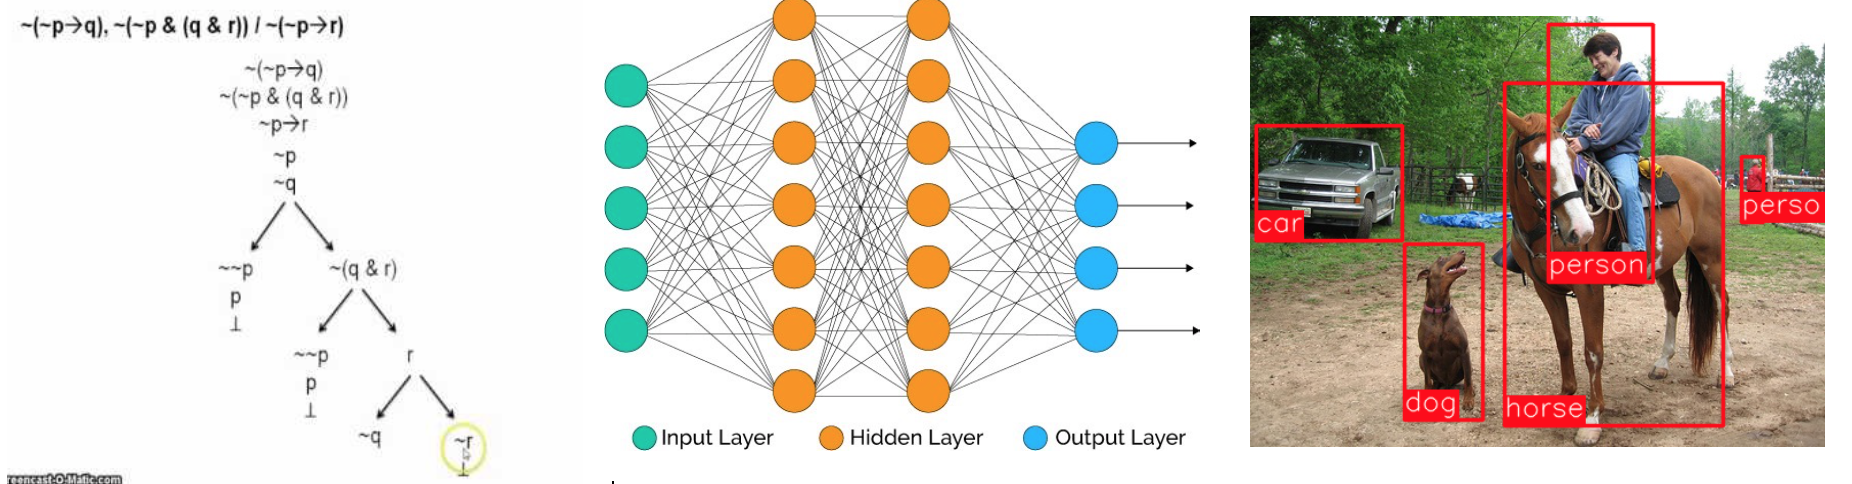 ~(~p→q), ~(~p & (q & r)) / ~(~p→r)
~(~p→q)
~(~p & (q & r))
~p→r
~p
~q
~~p ~(q & r)
p
⊥
~~p r
p
⊥
~q ~r
⊥
reencast-O-Matic.com
Input Layer Hidden Layer Output Layer
car
perso
person
dog
horse